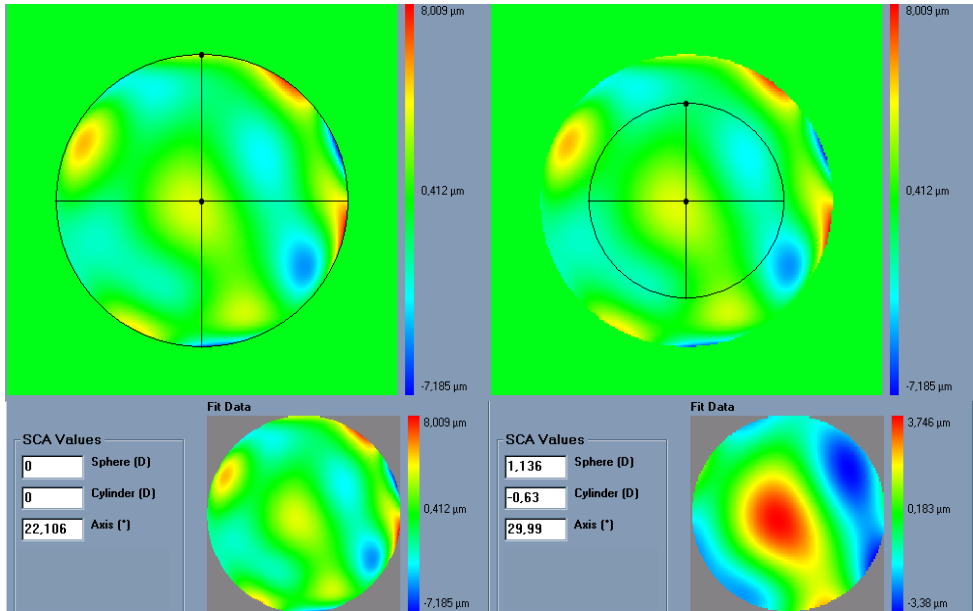 8,009 µm
0,412 µm
-7,185 µm
8,009 µm
0,412 µm
-7,185 µm
Fit Data
SCA Values
0 Sphere (D)
0 Cylinder (D)
22,106 Axis (°)
8,009 µm
0,412 µm
-7,185 µm
Fit Data
SCA Values
1,136 Sphere (D)
-0,63 Cylinder (D)
29,99 Axis (°)
3,746 µm
0,183 µm
-3,38 µm